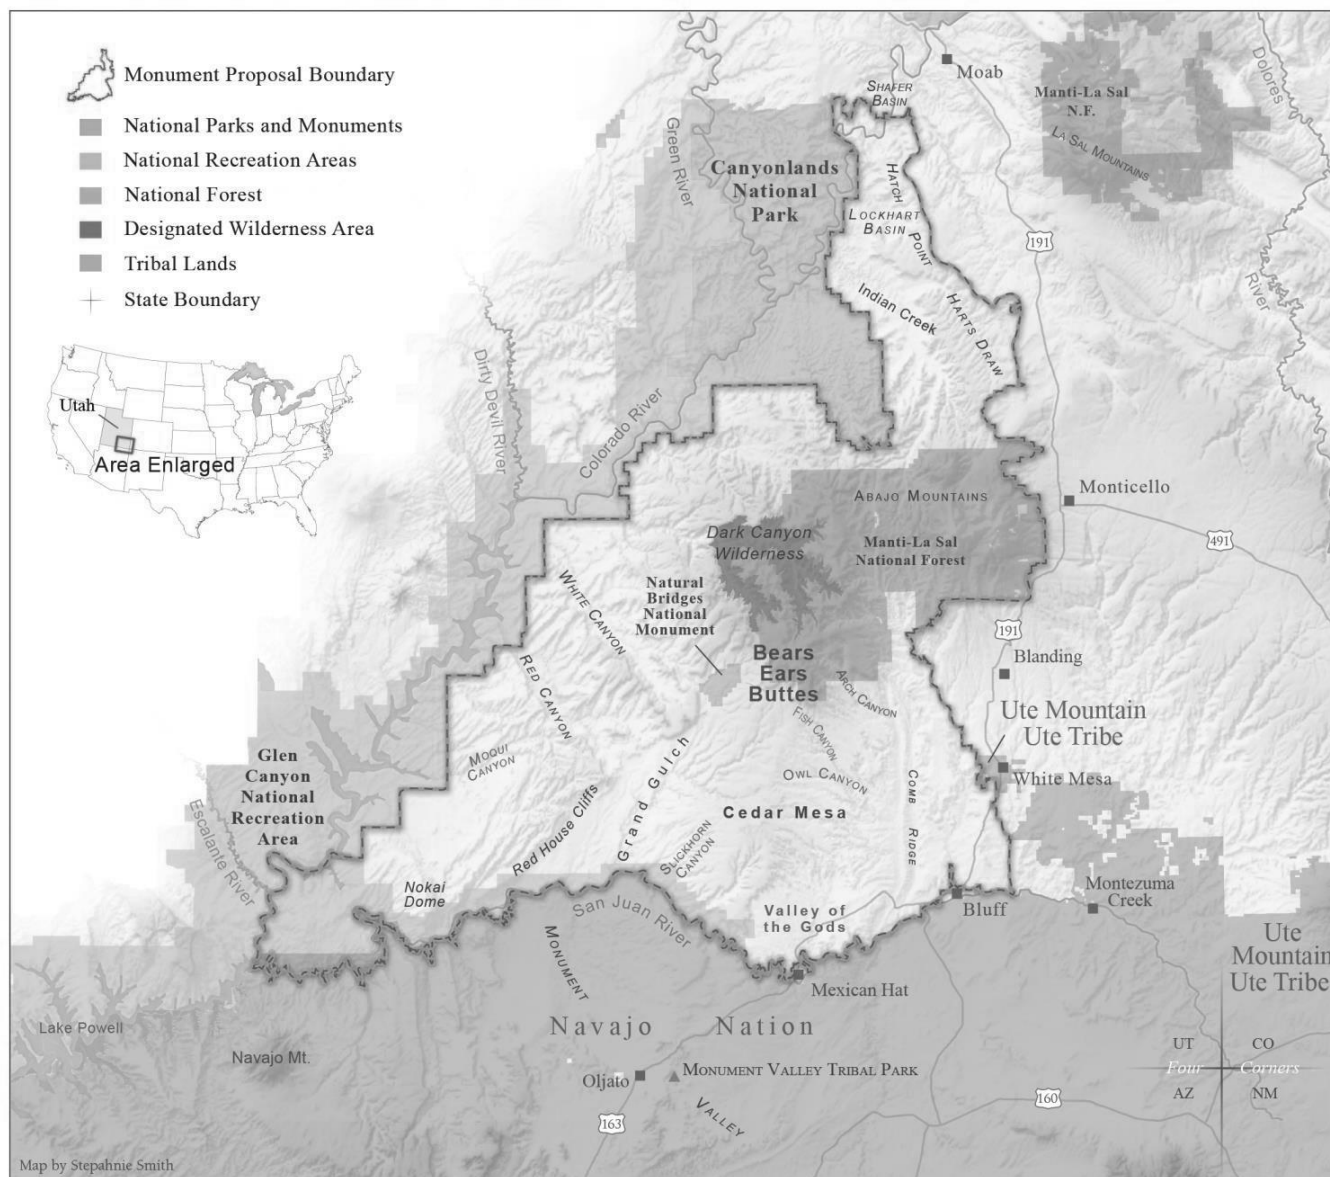 Monument Proposal Boundary
National Parks and Monuments
National Recreation Areas
National Forest
Designated Wilderness Area
Tribal Lands
State Boundary
Utah
Area Enlarged
Moab
SHAFER
BASIN
Manti-La Sal
N.F.
LA SAL MOUNTAINS
Dolores
River
Green River
Canyonlands
National
Park
HATCH
POINT
LOCKHART
BASIN
191
Indian Creek
HARTS DRAW
Dirty Devil River
Colorado River
Monticello
ABAJO MOUNTAINS
491
Dark Canyon
Wilderness
Manti-La Sal
National Forest
WHITE CANYON
Natural
Bridges
National
Monument
191
Blanding
Bears
Ears
Buttes
RED CANYON
ARCH CANYON
FISH CANYON
Ute Mountain
Ute Tribe
MOQUI
CANYON
Grand Gulch
OWL CANYON
White Mesa
COMB
RIDGE
Glen
Canyon
National
Recreation
Area
Escalante River
Red House Cliffs
Cedar Mesa
SLICKHORN
CANYON
Nokai
Dome
San Juan River
Valley of
the Gods
Bluff
Montezuma
Creek
Ute
Mountain
Ute Tribe
MONUMENT
VALLEY
Mexican Hat
Lake Powell
Navajo Mt.
Navajo Nation
Oljato
MONUMENT VALLEY TRIBAL PARK
UT CO
Four Corners
AZ NM
163
160
Map by Stepahnie Smith